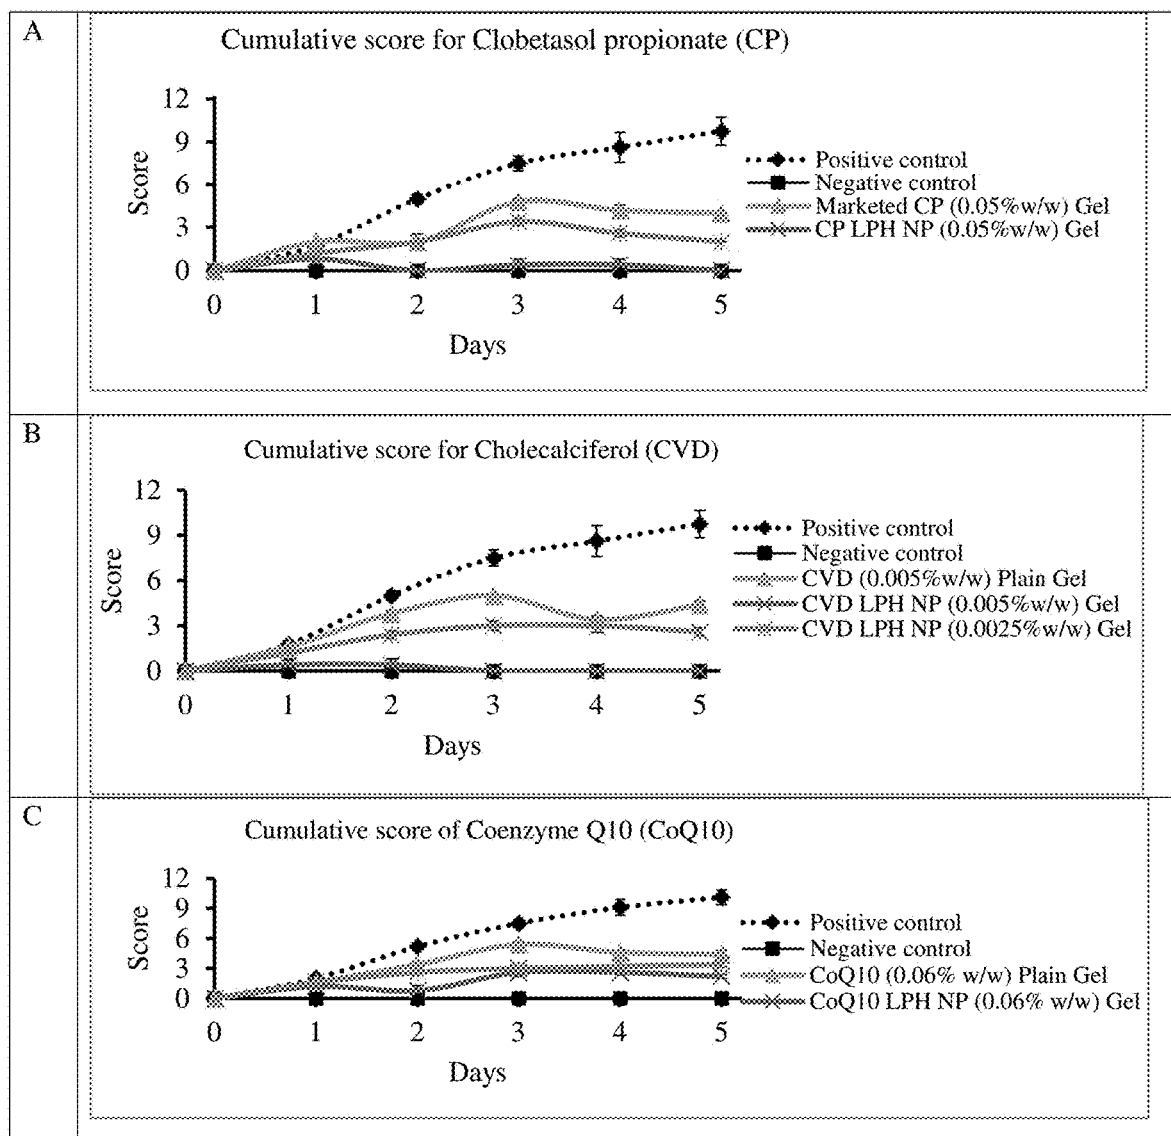 A
Cumulative score for Clobetasol propionate (CP)
12
9
6
3
0
Score
0 1 2 3 4 5
Days
Positive control
Negative control
Marketed CP (0.05%w/w) Gel
CP LPH NP (0.05%w/w) Gel
B
Cumulative score for Cholecalciferol (CVD)
12
9
6
3
0
Score
0 1 2 3 4 5
Days
Positive control
Negative control
CVD (0.005%w/w) Plain Gel
CVD LPH NP (0.005%w/w) Gel
CVD LPH NP (0.0025%w/w) Gel
C
Cumulative score of Coenzyme Q10 (CoQ10)
12
9
6
3
0
Score
0 1 2 3 4 5
Days
Positive control
Negative control
CoQ10 (0.06% w/w) Plain Gel
CoQ10 LPH NP (0.06% w/w) Gel